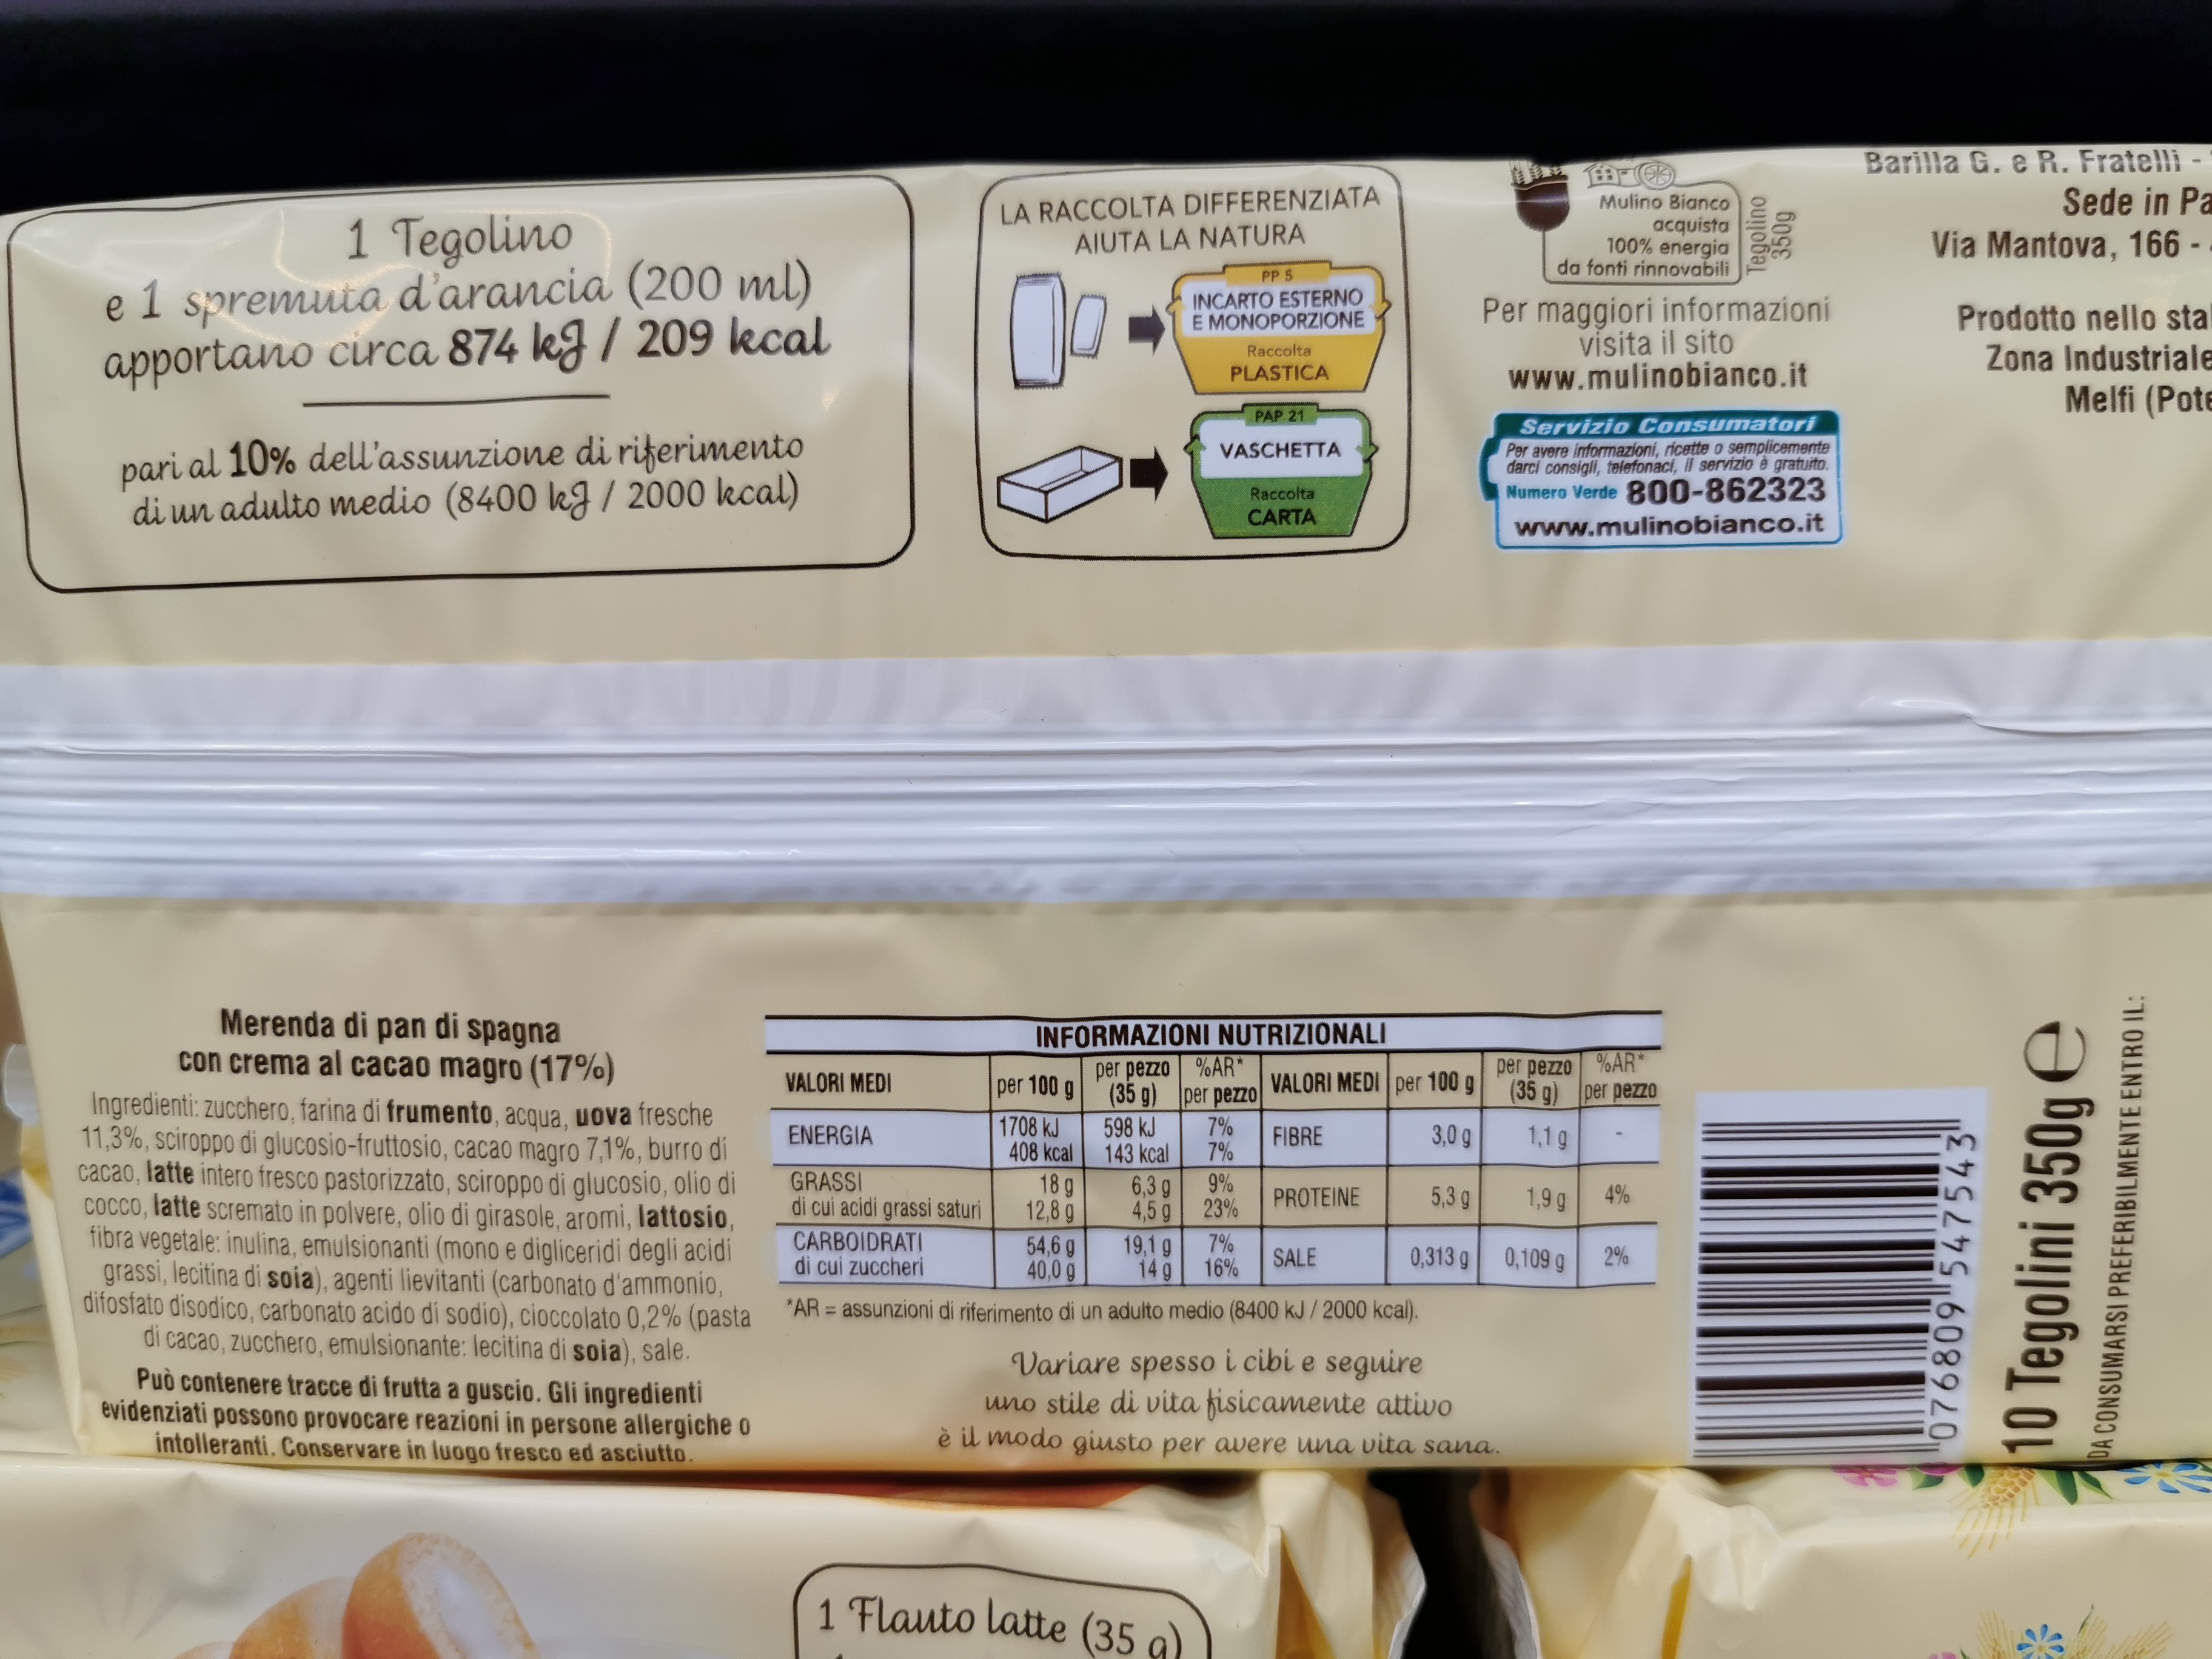 1 Tegolino
e 1 spremuta d'arancia (200 ml)
apportano circa 874 kJ / 209 kcal
pari al 10% dell'assunzione di riferimento
di un adulto medio (8400 kJ / 2000 kcal)
LA RACCOLTA DIFFERENZIATA
AIUTA LA NATURA
PP 5
INCARTO ESTERNO
E MONOPORZIONE
Raccolta
PLASTICA
PAP 21
VASCHETTA
Raccolta
CARTA
Mulino Bianco
acquista
100% energia
da fonti rinnovabili
Tegolino
350g
Per maggiori informazioni
visita il sito
www.mulinobianco.it
Servizio Consumatori
Per avere informazioni, ricette o semplicemente
darci consigli, telefonaci, il servizio è gratuito.
Numero Verde 800-862323
www.mulinobianco.it
Barilla G. e R. Fratelli -
Sede in Pa
Via Mantova, 166 -
Prodotto nello sta
Zona Industriale
Melfi (Pote
Merenda di pan di spagna
con crema al cacao magro (17%)
Ingredienti: zucchero, farina di frumento, acqua, uova fresche
11,3%, sciroppo di glucosio-fruttosio, cacao magro 7,1%, burro di
cacao, latte intero fresco pastorizzato, sciroppo di glucosio, olio di
cocco, latte scremato in polvere, olio di girasole, aromi, lattosio,
fibra vegetale: inulina, emulsionanti (mono e digliceridi degli acidi
grassi, lecitina di soia), agenti lievitanti (carbonato d'ammonio,
difosfato disodico, carbonato acido di sodio), cioccolato 0,2% (pasta
di cacao, zucchero, emulsionante: lecitina di soia), sale.
Può contenere tracce di frutta a guscio. Gli ingredienti
evidenziati possono provocare reazioni in persone allergiche o
intolleranti. Conservare in luogo fresco ed asciutto.
INFORMAZIONI NUTRIZIONALI
VALORI MEDI per 100 g per pezzo (35 g) %AR* per pezzo VALORI MEDI per 100 g per pezzo (35 g) %AR* per pezzo
ENERGIA 1708 kJ 598 kJ 7% FIBRE 3,0 g 1,1 g -
408 kcal 143 kcal 7%
GRASSI 18 g 6,3 g 9% PROTEINE 5,3 g 1,9 g 4%
di cui acidi grassi saturi 12,8 g 4,5 g 23%
CARBOIDRATI 54,6 g 19,1 g 7% SALE 0,313 g 0,109 g 2%
di cui zuccheri 40,0 g 14 g 16%
*AR = assunzioni di riferimento di un adulto medio (8400 kJ / 2000 kcal).
Variare spesso i cibi e seguire
uno stile di vita fisicamente attivo
è il modo giusto per avere una vita sana.
076809 547543
10 Tegolini 350g e
DA CONSUMARSI PREFERIBILMENTE ENTRO IL:
1 Flauto latte (35 g)